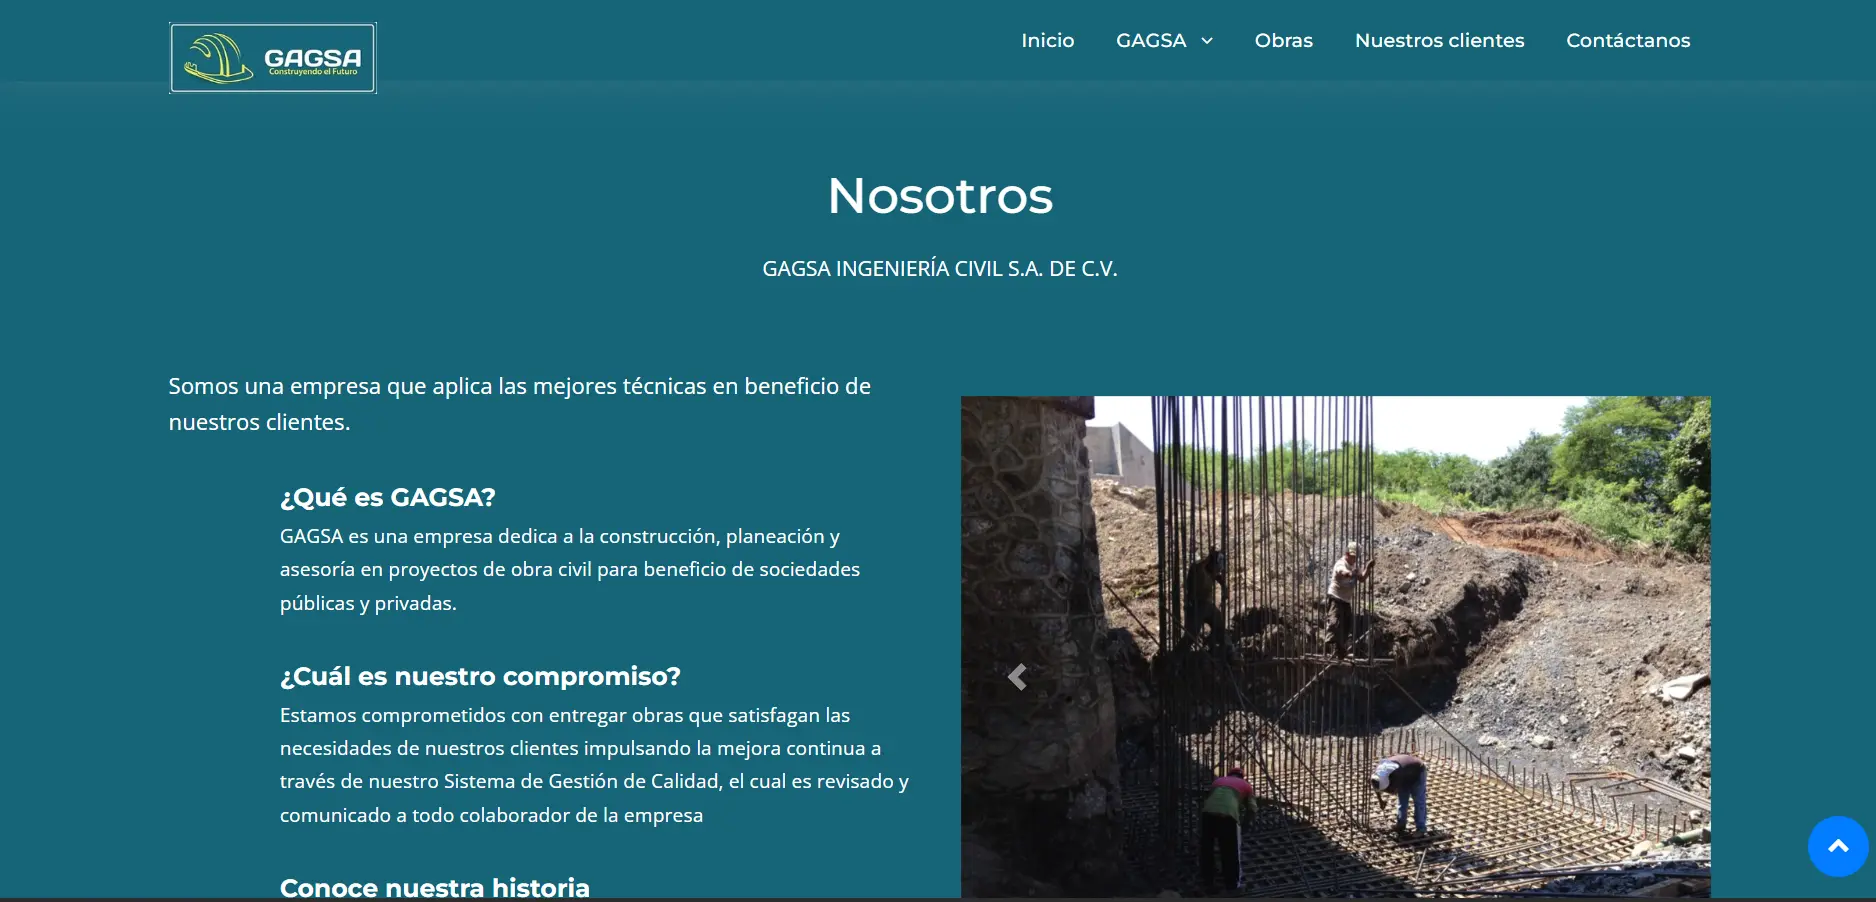 GAGSA
Construyendo el Futuro
Inicio
GAGSA
Obras
Nuestros clientes
Contáctanos
Nosotros
GAGSA INGENIERÍA CIVIL S.A. DE C.V.
Somos una empresa que aplica las mejores técnicas en beneficio de
nuestros clientes.
¿Qué es GAGSA?
GAGSA es una empresa dedica a la construcción, planeación y
asesoría en proyectos de obra civil para beneficio de sociedades
públicas y privadas.
¿Cuál es nuestro compromiso?
Estamos comprometidos con entregar obras que satisfagan las
necesidades de nuestros clientes impulsando la mejora continua a
través de nuestro Sistema de Gestión de Calidad, el cual es revisado y
comunicado a todo colaborador de la empresa
Conoce nuestra historia